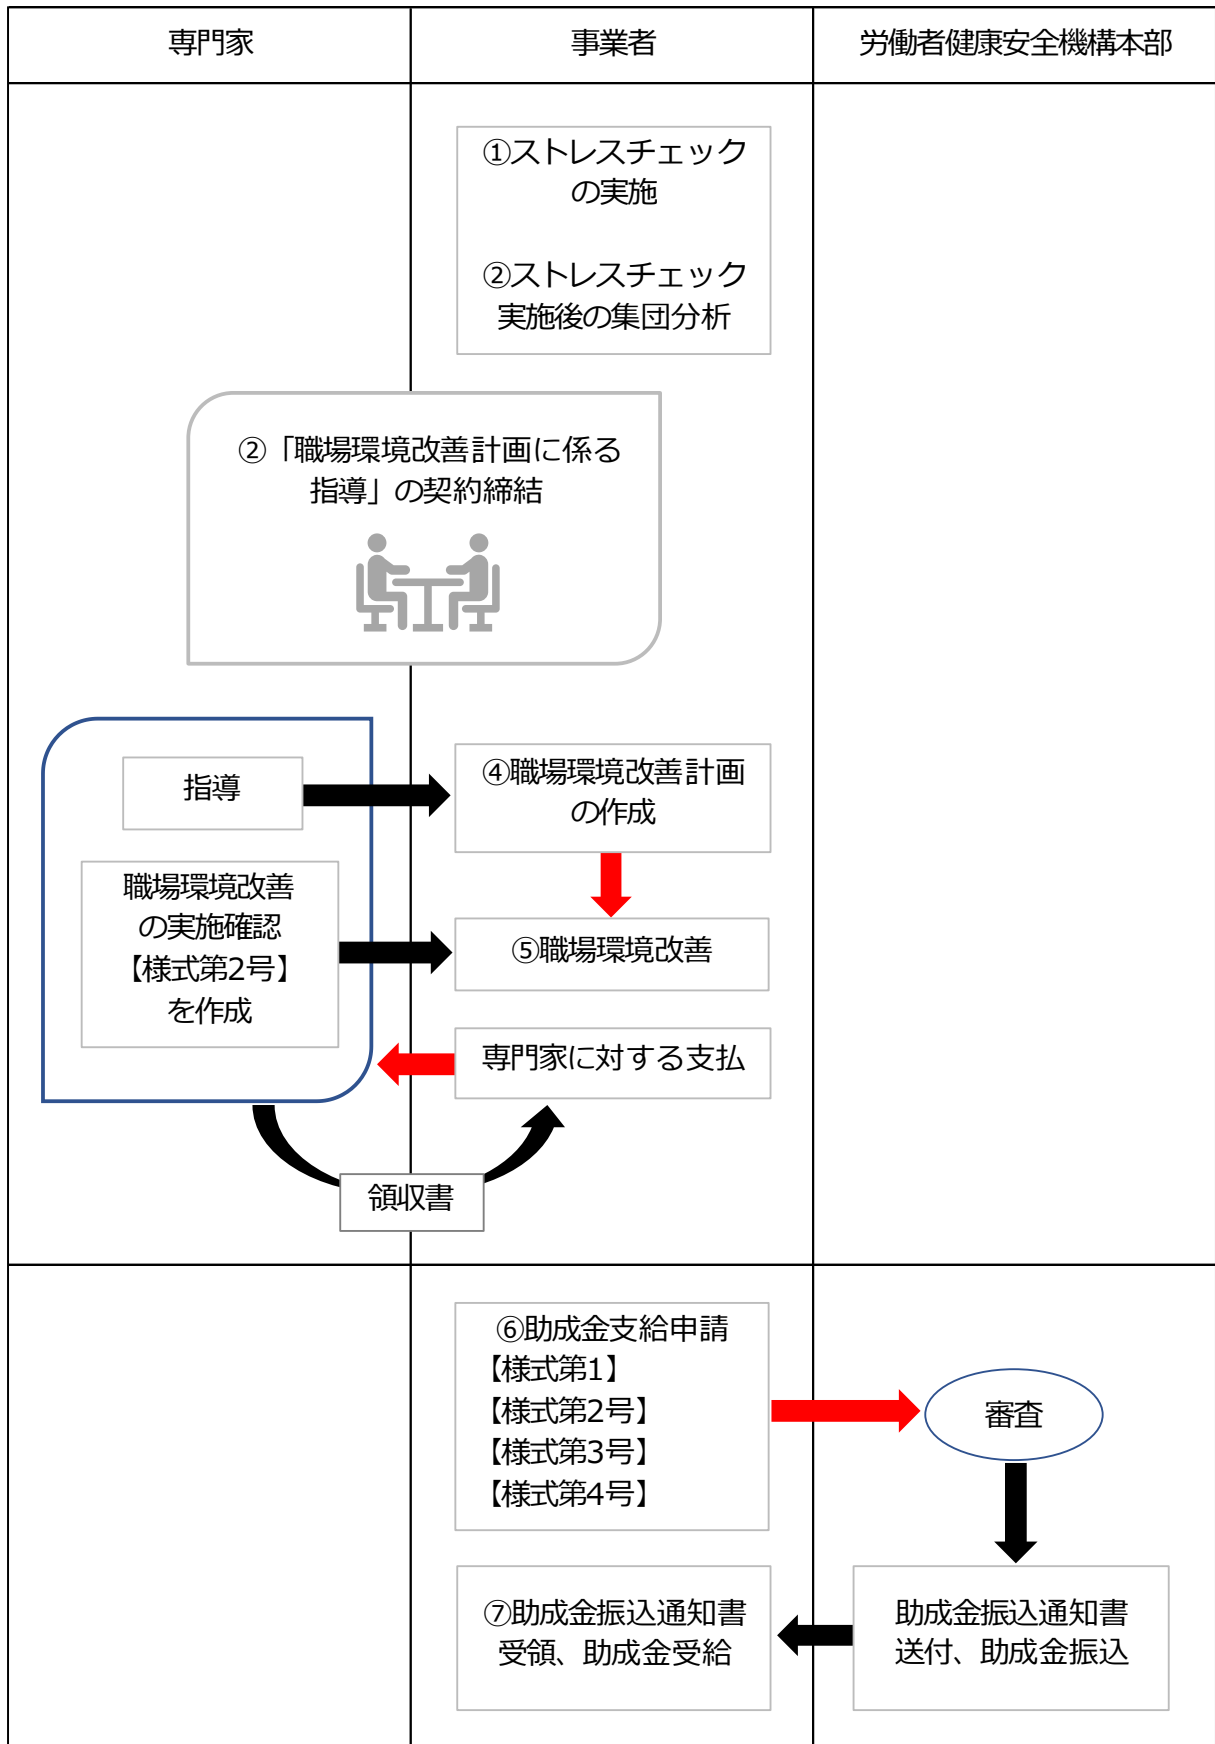 専門家
事業者
労働者健康安全機構本部
①ストレスチェック
の実施
②ストレスチェック
実施後の集団分析
②「職場環境改善計画に係る
指導」の契約締結
指導
④職場環境改善計画
の作成
職場環境改善
の実施確認
【様式第2号】
を作成
⑤職場環境改善
専門家に対する支払
領収書
⑥助成金支給申請
【様式第1】
【様式第2号】
【様式第3号】
【様式第4号】
審査
⑦助成金振込通知書
受領、助成金受給
助成金振込通知書
送付、助成金振込